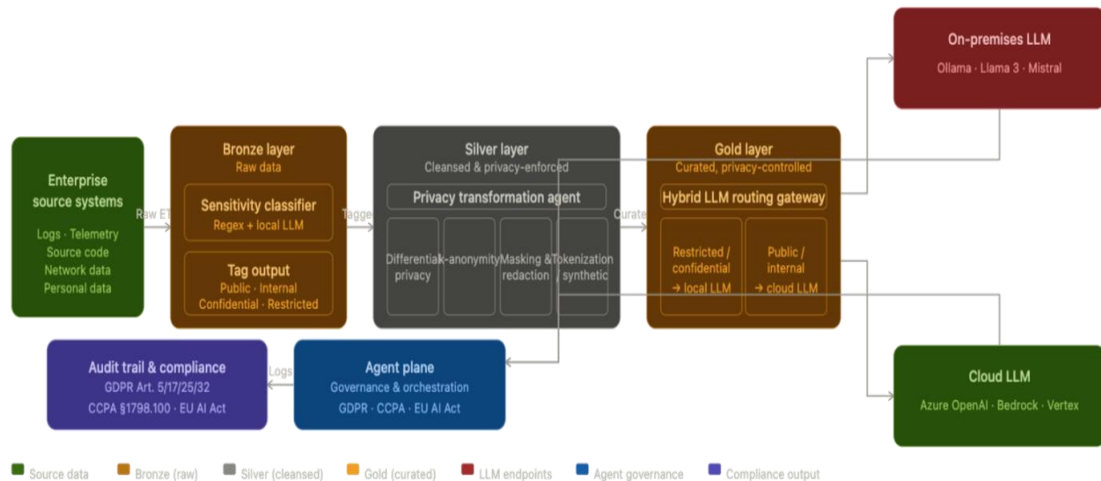 On-premises LLM
Ollama · Llama 3 · Mistral
Enterprise
source systems
Logs · Telemetry
Source code
Network data
Personal data
Raw ET
Bronze layer
Raw data
Sensitivity classifier
Regex + local LLM
Tag output
Public · Internal
Confidential · Restricted
Tagged
Silver layer
Cleansed & privacy-enforced
Privacy transformation agent
Differential
privacy
k-anonymity
Masking &
redaction
Tokenization
/ synthetic
Curate
Gold layer
Curated, privacy-controlled
Hybrid LLM routing gateway
Restricted /
confidential
→ local LLM
Public /
internal
→ cloud LLM
Audit trail & compliance
GDPR Art. 5/17/25/32
CCPA §1798.100 · EU AI Act
Logs
Agent plane
Governance & orchestration
GDPR · CCPA · EU AI Act
Cloud LLM
Azure OpenAI · Bedrock · Vertex
Source data
Bronze (raw)
Silver (cleansed)
Gold (curated)
LLM endpoints
Agent governance
Compliance output